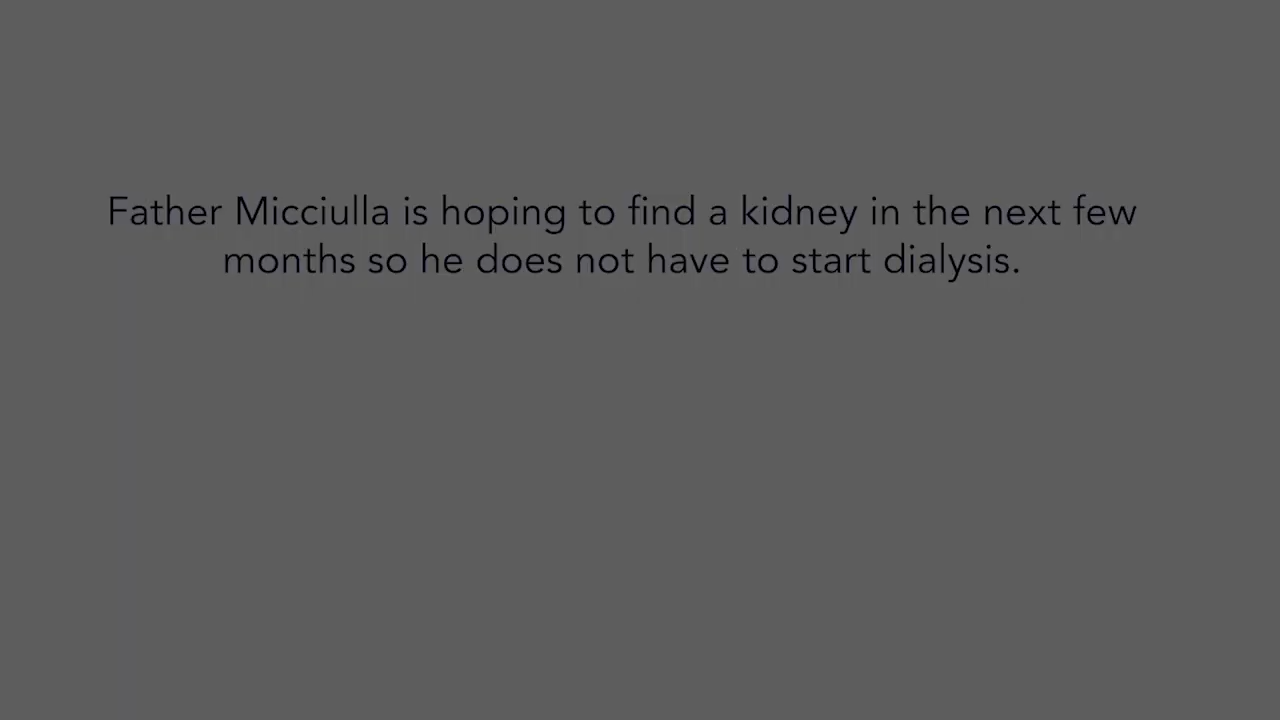 Father Micciulla is hoping to find a kidney in the next few
months so he does not have to start dialysis.